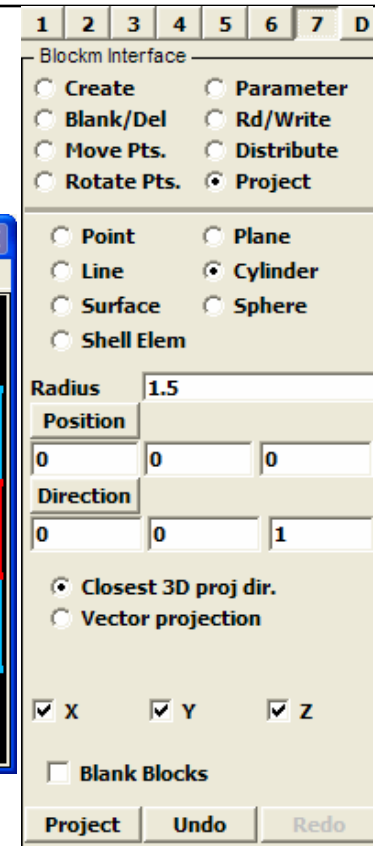 1 2 3 4 5 6 7 D
Blockm Interface
Create Parameter
Blank/Del Rd/Write
Move Pts. Distribute
Rotate Pts. Project
Point Plane
Line Cylinder
Surface Sphere
Shell Elem
Radius 1.5
Position
0 0 0
Direction
0 0 1
Closest 3D proj dir.
Vector projection
X Y Z
Blank Blocks
Project Undo Redo